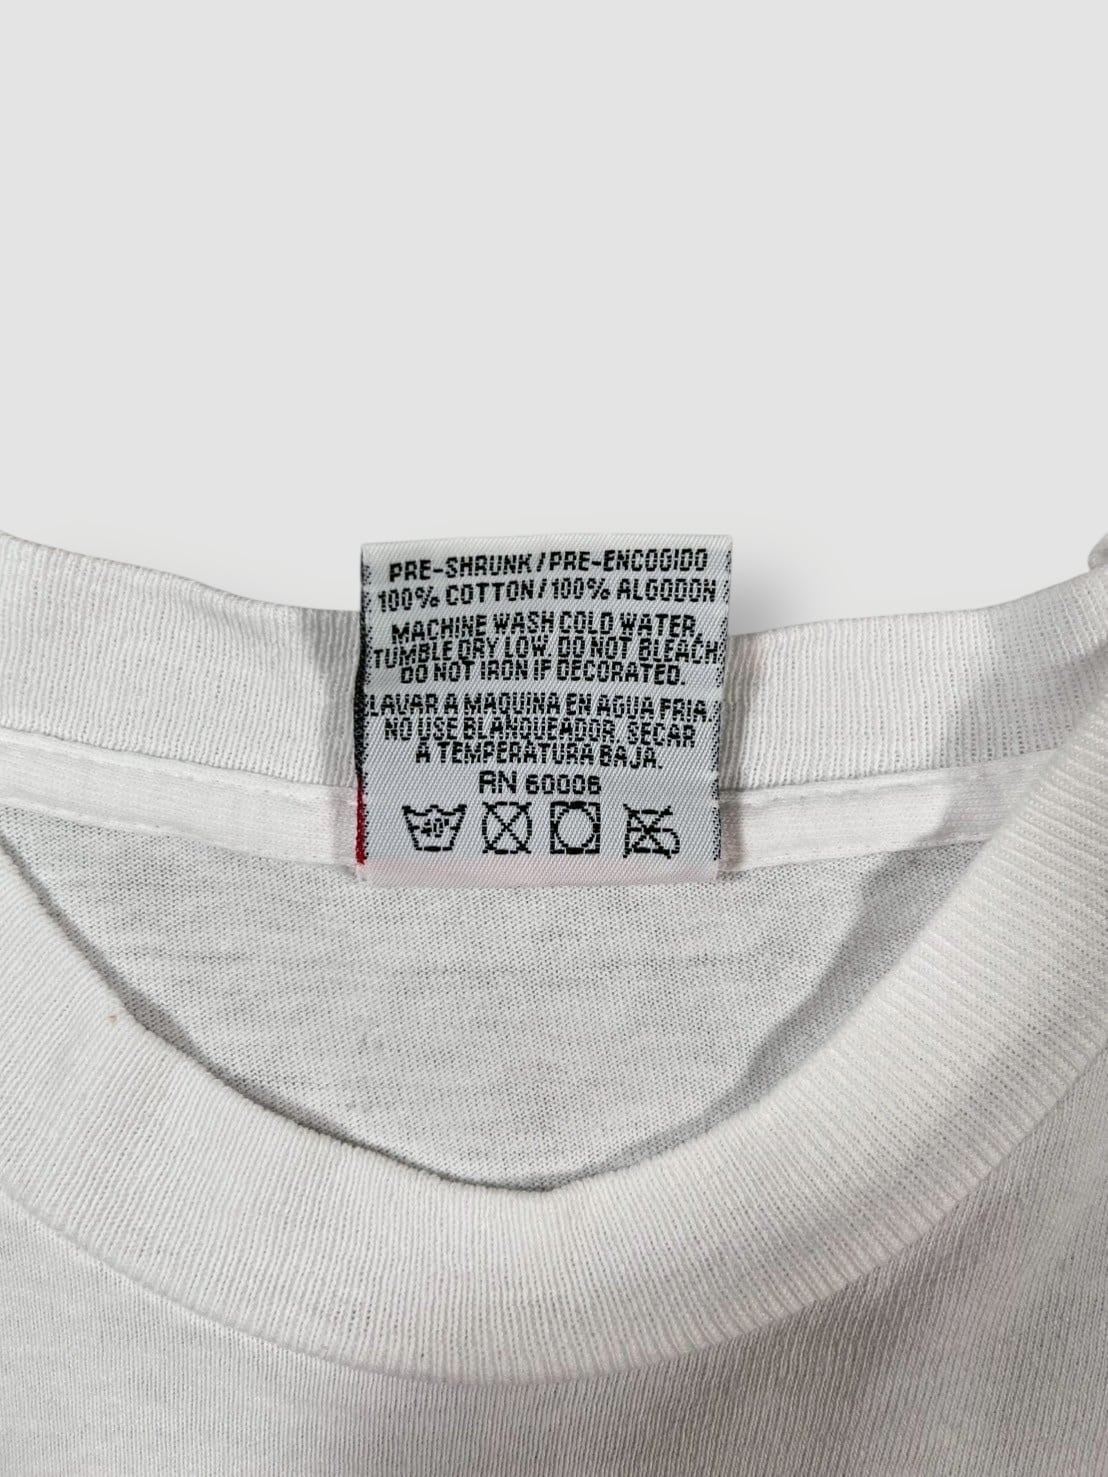 PRE-SHRUNK/PRE-ENCOGIDO
100% COTTON/100% ALGODON
MACHINE WASH COLD WATER,
TUMBLE DRY LOW. DO NOT BLEACH
DO NOT IRON IF DECORATED.
LAVAR A MAQUINA EN AGUA FRIA.
NO USE BLANQUEADOR, SECAR
A TEMPERATURA BAJA.
RN 60006
40°